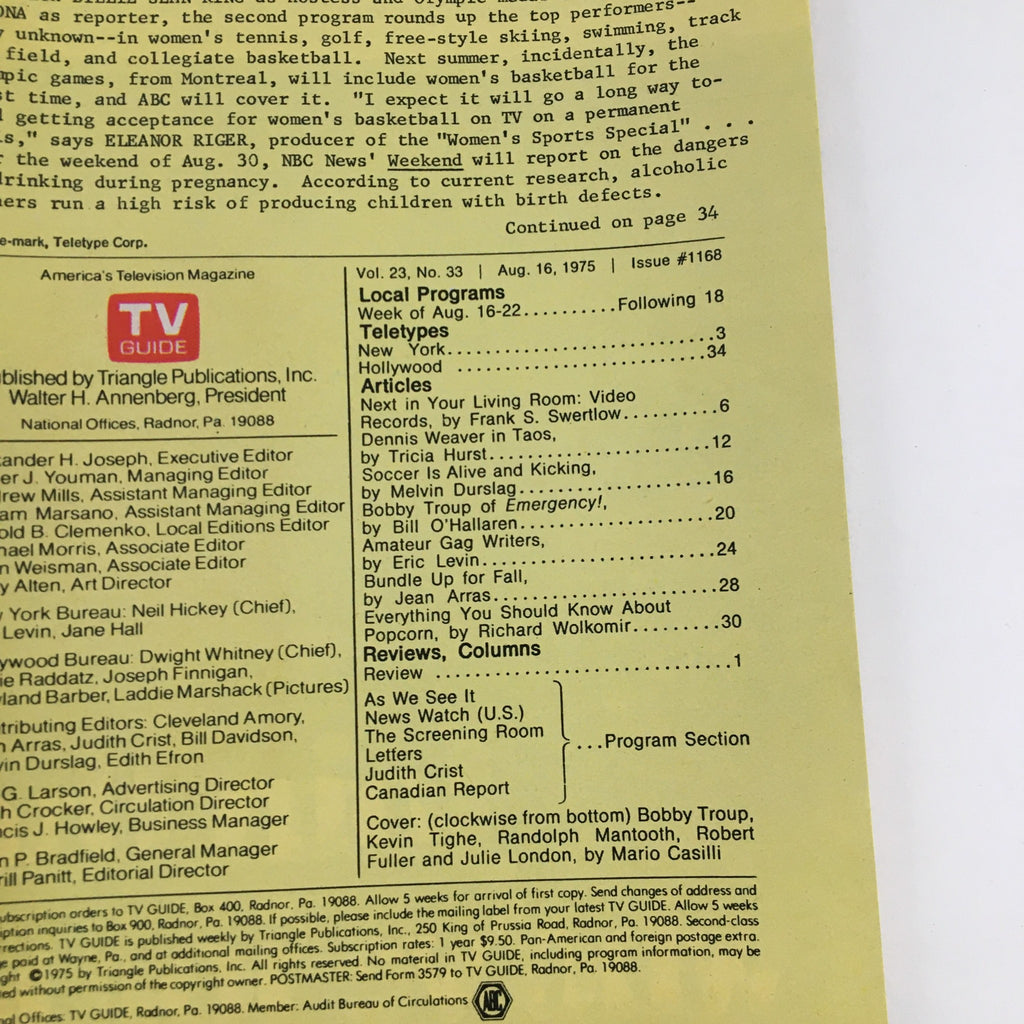 ONA as reporter, the second program rounds up the top performers--
unknown--in women's tennis, golf, free-style skiing, swimming, track
field, and collegiate basketball. Next summer, incidentally, the
games, from Montreal, will include women's basketball for the
time, and ABC will cover it. "I expect it will go a long way to-
getting acceptance for women's basketball on TV on a permanent
," says ELEANOR RIGER, producer of the "Women's Sports Special" . . .
the weekend of Aug. 30, NBC News' Weekend will report on the dangers
drinking during pregnancy. According to current research, alcoholic
ers run a high risk of producing children with birth defects.
Continued on page 34
e-mark, Teletype Corp.
America's Television Magazine
TV
GUIDE
blished by Triangle Publications, Inc.
Walter H. Annenberg, President
National Offices, Radnor, Pa. 19088
ander H. Joseph, Executive Editor
er J. Youman, Managing Editor
rew Mills, Assistant Managing Editor
am Marsano, Assistant Managing Editor
old B. Clemenko, Local Editions Editor
hael Morris, Associate Editor
n Weisman, Associate Editor
y Alten, Art Director
York Bureau: Neil Hickey (Chief),
Levin, Jane Hall
ywood Bureau: Dwight Whitney (Chief),
ie Raddatz, Joseph Finnigan,
land Barber, Laddie Marshack (Pictures)
tributing Editors: Cleveland Amory,
n Arras, Judith Crist, Bill Davidson,
vin Durslag, Edith Efron
G. Larson, Advertising Director
h Crocker, Circulation Director
ncis J. Howley, Business Manager
n P. Bradfield, General Manager
rill Panitt, Editorial Director
Vol. 23, No. 33 | Aug. 16, 1975 | Issue #1168
Local Programs
Week of Aug. 16-22..........Following 18
Teletypes
New York..............................3
Hollywood ............................34
Articles
Next in Your Living Room: Video
Records, by Frank S. Swertlow..........6
Dennis Weaver in Taos,
by Tricia Hurst........................12
Soccer Is Alive and Kicking,
by Melvin Durslag.....................16
Bobby Troup of Emergency!,
by Bill O'Hallaren.....................20
Amateur Gag Writers,
by Eric Levin.........................24
Bundle Up for Fall,
by Jean Arras.........................28
Everything You Should Know About
Popcorn, by Richard Wolkomir.........30
Reviews, Columns
Review ...............................1
As We See It
News Watch (U.S.)
The Screening Room
Letters
Judith Crist
Canadian Report
...Program Section
Cover: (clockwise from bottom) Bobby Troup,
Kevin Tighe, Randolph Mantooth, Robert
Fuller and Julie London, by Mario Casilli
ubscription orders to TV GUIDE, Box 400, Radnor, Pa. 19088. Allow 5 weeks for arrival of first copy. Send changes of address and
iption inquiries to Box 900, Radnor, Pa. 19088. If possible, please include the mailing label from your latest TV GUIDE. Allow 5 weeks
rrections. TV GUIDE is published weekly by Triangle Publications, Inc., 250 King of Prussia Road, Radnor, Pa. 19088. Second-class
e paid at Wayne, Pa., and at additional mailing offices. Subscription rates: 1 year $9.50. Pan-American and foreign postage extra.
ght ©1975 by Triangle Publications, Inc. All rights reserved. No material in TV GUIDE, including program information, may be
ed without permission of the copyright owner. POSTMASTER: Send Form 3579 to TV GUIDE, Radnor, Pa. 19088.
nal Offices: TV GUIDE, Radnor, Pa. 19088. Member: Audit Bureau of Circulations ABC